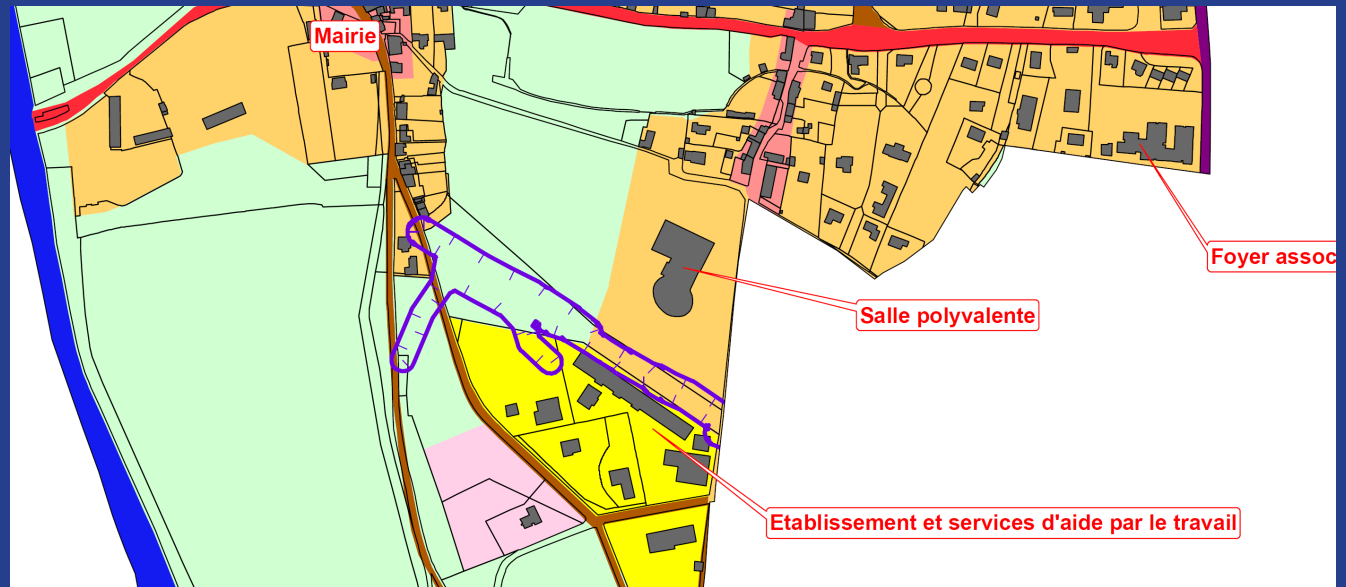 Mairie
Foyer assoc
Salle polyvalente
Etablissement et services d'aide par le travail